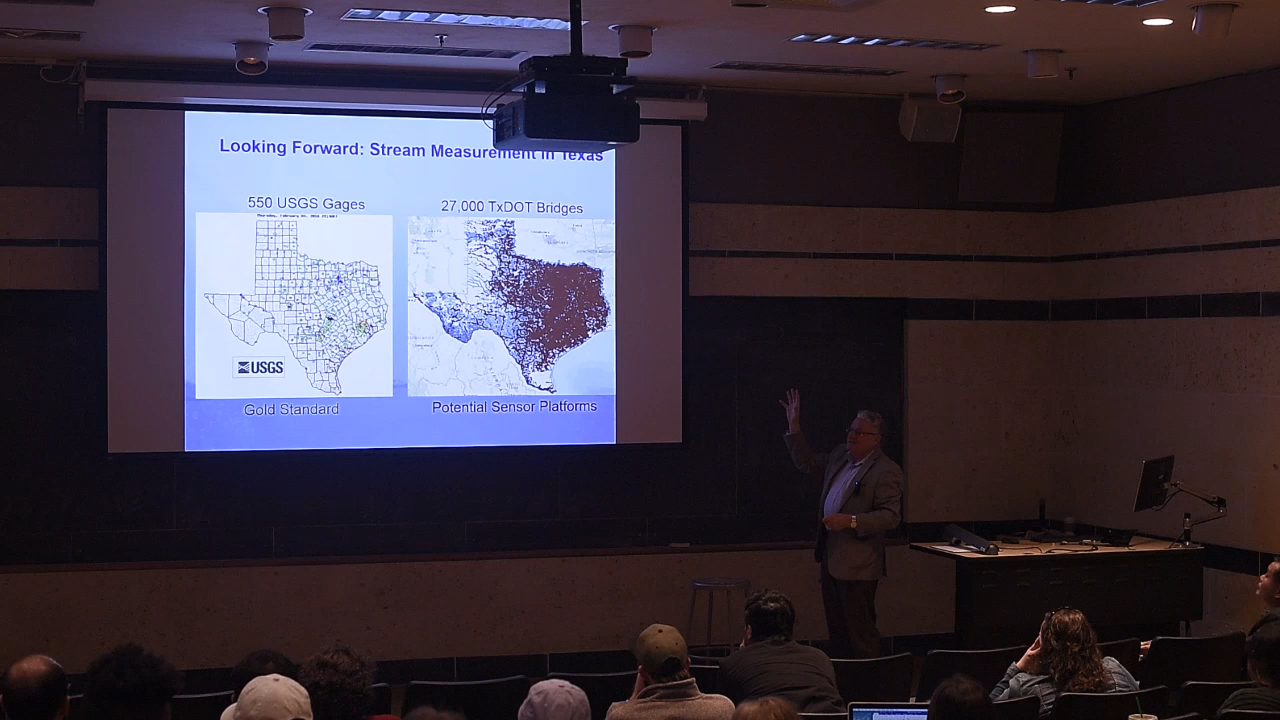 Looking Forward: Stream Measurement in Texas
550 USGS Gages
27,000 TxDOT Bridges
USGS
Gold Standard
Potential Sensor Platforms